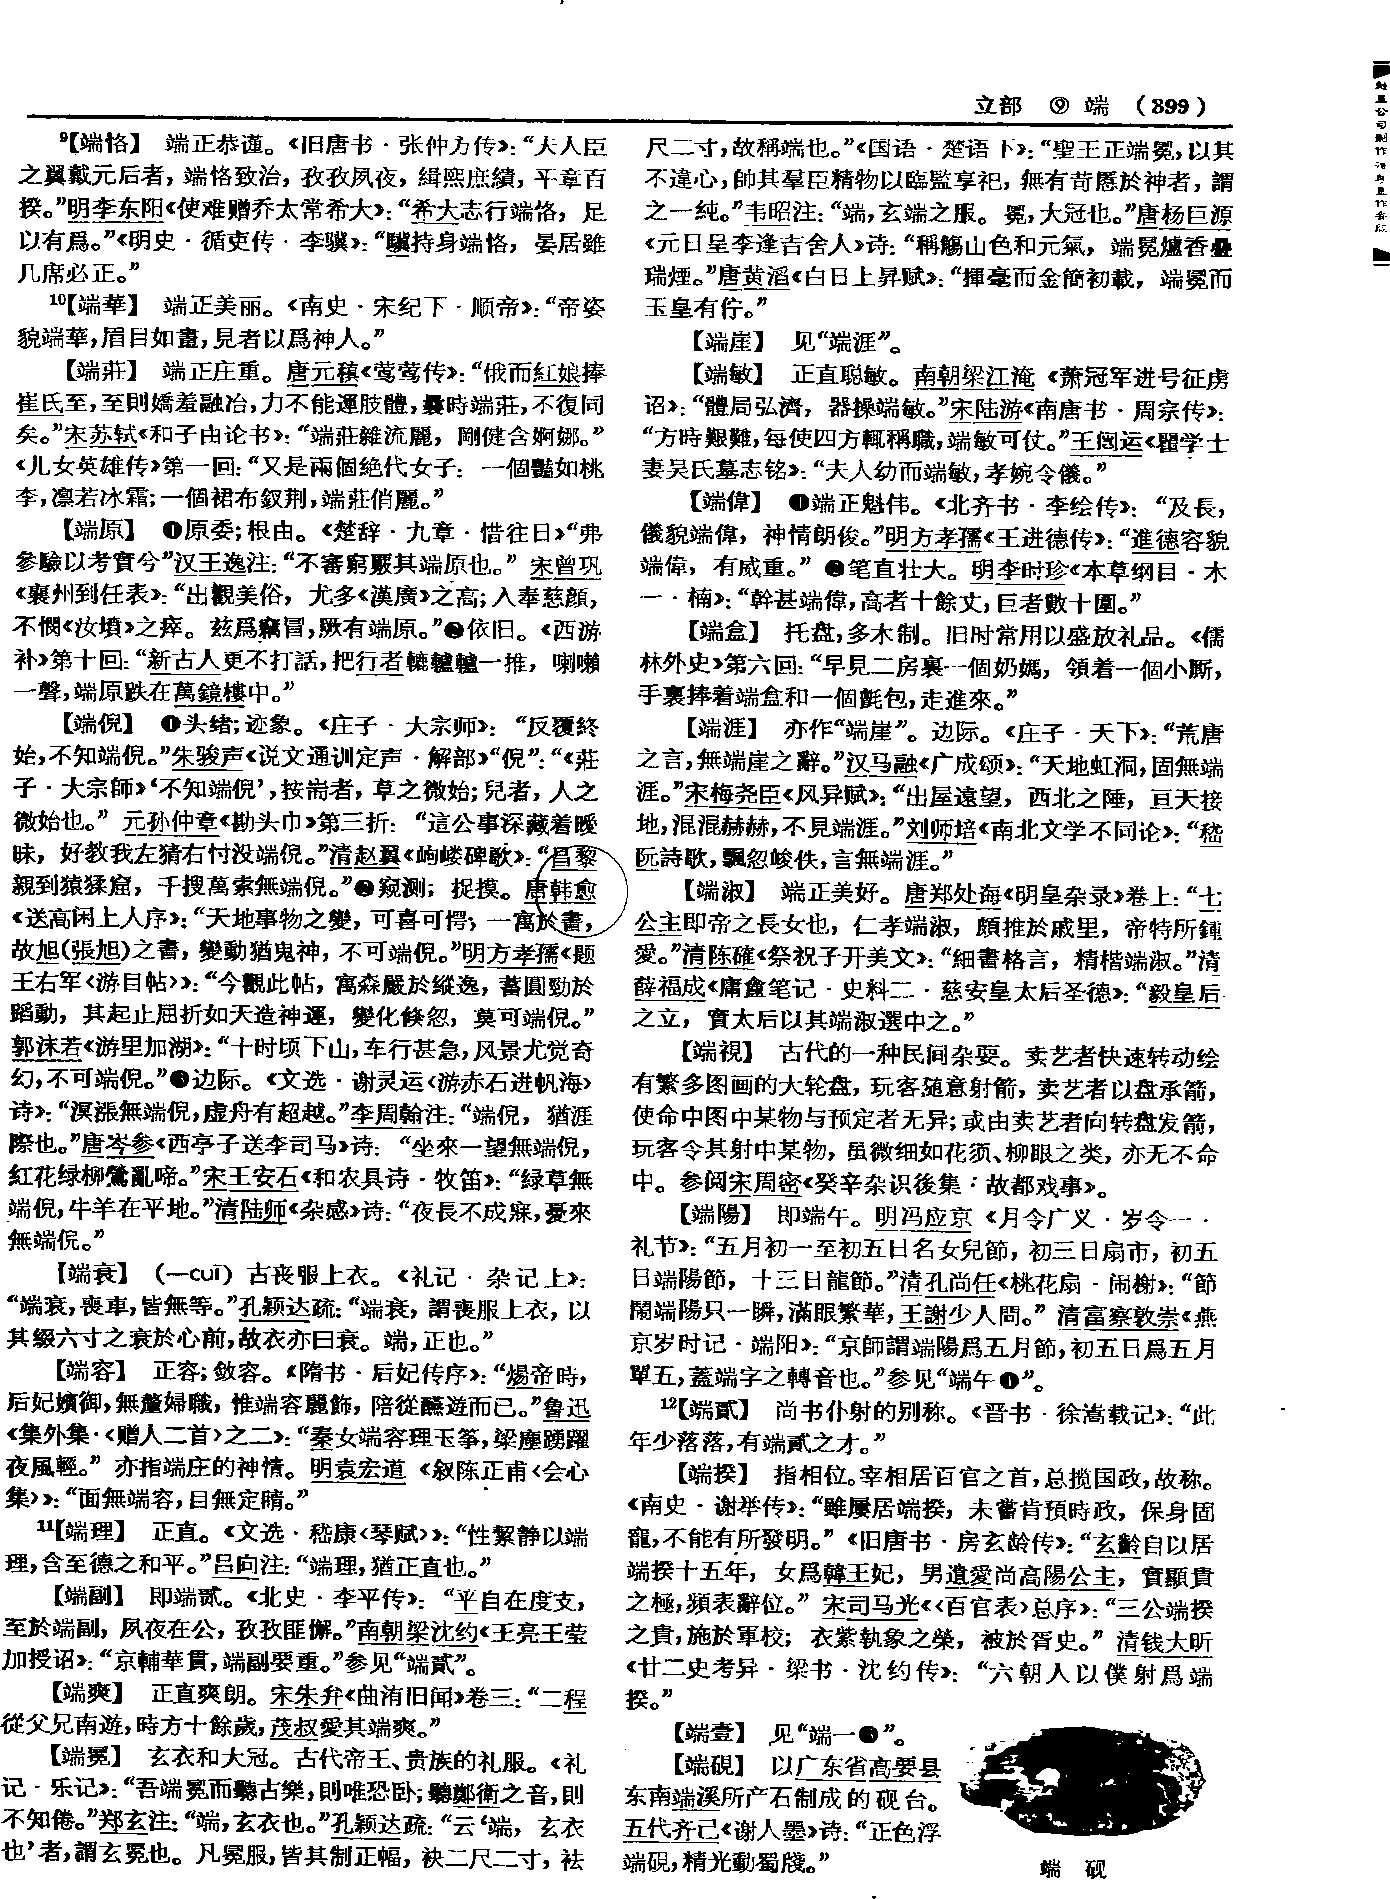 立部 ⑨ 端 (399)
⁹【端恪】 端正恭谨。《旧唐书·张仲方传》：“夫人臣
之翼戴元后者，端恪致治，孜孜夙夜，緝熙庶績，平章百
揆。”明李东阳《使难赠乔太常希大》：“希大志行端恪，足
以有爲。”《明史·循吏传·李骥》：“驥持身端恪，晏居雖
几席必正。”
¹⁰【端華】 端正美丽。《南史·宋纪下·顺帝》：“帝姿
貌端華，眉目如畫，見者以爲神人。”
【端莊】 端正庄重。唐元稹《莺莺传》：“俄而紅娘捧
崔氏至，至則嬌羞融冶，力不能運肢體，曩時端莊，不復同
矣。”宋苏轼《和子由论书》：“端莊雜流麗，剛健含婀娜。”
《儿女英雄传》第一回：“又是兩個絶代女子：一個豔如桃
李，凛若冰霜；一個裙布釵荆，端莊俏麗。”
【端原】 ❶原委；根由。《楚辞·九章·惜往日》“弗
參驗以考實兮”汉王逸注：“不審窮覈其端原也。” 宋曾巩
《襄州到任表》：“出觀美俗，尤多《漢廣》之高；入奉慈顔，
不憫《汝墳》之瘁。兹爲竊冒，厥有端原。”❷依旧。《西游
补》第十回：“新古人更不打話，把行者轆轤轤一推，喇嚹
一聲，端原跌在萬鏡樓中。”
【端倪】 ❶头绪；迹象。《庄子·大宗师》：“反覆終
始，不知端倪。”朱骏声《说文通训定声·解部》“倪”：“《莊
子·大宗師》‘不知端倪’，按耑者，草之微始；兒者，人之
微始也。” 元孙仲章《勘头巾》第三折：“這公事深藏着曖
昧，好教我左猜右忖没端倪。”清赵翼《岣嵝碑歌》：“昌黎
親到猿猱窟，千搜萬索無端倪。”❷窥测；捉摸。唐韩愈
《送高闲上人序》：“天地事物之變，可喜可愕，一寓於書，
故旭(張旭)之書，變動猶鬼神，不可端倪。”明方孝孺《题
王右军〈游目帖〉》：“今觀此帖，寓森嚴於縱逸，蓄圓勁於
蹈動，其起止屈折如天造神運，變化倏忽，莫可端倪。”
郭沫若《游里加湖》：“十时顷下山，车行甚急，风景尤觉奇
幻，不可端倪。”❸边际。《文选·谢灵运〈游赤石进帆海〉
诗》：“溟漲無端倪，虚舟有超越。”李周翰注：“端倪，猶涯
際也。”唐岑参《西亭子送李司马》诗：“坐來一望無端倪，
紅花绿柳鶯亂啼。”宋王安石《和农具诗·牧笛》：“緑草無
端倪，牛羊在平地。”清陆师《杂感》诗：“夜長不成寐，憂來
無端倪。”
【端衰】 (—cuī) 古丧服上衣。《礼记·杂记上》：
“端衰，喪車，皆無等。”孔颖达疏：“端衰，謂喪服上衣，以
其綴六寸之衰於心前，故衣亦曰衰。端，正也。”
【端容】 正容；敛容。《隋书·后妃传序》：“煬帝時，
后妃嬪御，無釐婦職，惟端容麗飾，陪從醼遊而已。”鲁迅
《集外集·〈赠人二首〉之二》：“秦女端容理玉筝，梁塵踴躍
夜風輕。” 亦指端庄的神情。明袁宏道《叙陈正甫〈会心
集〉》：“面無端容，目無定睛。”
¹¹【端理】 正直。《文选·嵇康〈琴赋〉》：“性絜静以端
理，含至德之和平。”吕向注：“端理，猶正直也。”
【端副】 即端贰。《北史·李平传》：“平自在度支，
至於端副，夙夜在公，孜孜匪懈。”南朝梁沈约《王亮王莹
加授诏》：“京輔華貫，端副要重。”参见“端貳”。
【端爽】 正直爽朗。宋朱弁《曲洧旧闻》卷三：“二程
從父兄南遊，時方十餘歲，茂叔愛其端爽。”
【端冕】 玄衣和大冠。古代帝王、贵族的礼服。《礼
记·乐记》：“吾端冕而聽古樂，則唯恐卧；聽鄭衛之音，則
不知倦。”郑玄注：“端，玄衣也。”孔颖达疏：“云‘端，玄衣
也’者，謂玄冕也。凡冕服，皆其制正幅，袂二尺二寸，袪
尺二寸，故稱端也。”《国语·楚语下》：“聖王正端冕，以其
不違心，帥其羣臣精物以臨監享祀，無有苛慝於神者，謂
之一純。”韦昭注：“端，玄端之服。冕，大冠也。”唐杨巨源
《元日呈李逢吉舍人》诗：“稱觴山色和元氣，端冕爐香疊
瑞煙。”唐黄滔《白日上昇赋》：“揮毫而金簡初載，端冕而
玉皇有佇。”
【端崖】 见“端涯”。
【端敏】 正直聪敏。南朝梁江淹《萧冠军进号征虏
诏》：“體局弘濟，器操端敏。”宋陆游《南唐书·周宗传》：
“方時艱難，每使四方輒稱職，端敏可仗。”王闿运《瞿学士
妻吴氏墓志铭》：“夫人幼而端敏，孝婉令儀。”
【端偉】 ❶端正魁伟。《北齐书·李绘传》：“及長，
儀貌端偉，神情朗俊。”明方孝孺《王进德传》：“進德容貌
端偉，有威重。” ❷笔直壮大。明李时珍《本草纲目·木
一·楠》：“幹甚端偉，高者十餘丈，巨者數十圍。”
【端盒】 托盘，多木制。旧时常用以盛放礼品。《儒
林外史》第六回：“早見二房裏一個奶媽，領着一個小厮，
手裏捧着端盒和一個氈包，走進來。”
【端涯】 亦作“端崖”。边际。《庄子·天下》：“荒唐
之言，無端崖之辭。”汉马融《广成颂》：“天地虹洞，固無端
涯。”宋梅尧臣《风异赋》：“出屋遠望，西北之陲，亘天接
地，混混赫赫，不見端涯。”刘师培《南北文学不同论》：“嵇
阮詩歌，飄忽峻佚，言無端涯。”
【端淑】 端正美好。唐郑处诲《明皇杂录》卷上：“七
公主即帝之長女也，仁孝端淑，頗推於戚里，帝特所鍾
愛。”清陈確《祭祝子开美文》：“細書格言，精楷端淑。”清
薛福成《庸盦笔记·史料二·慈安皇太后圣德》：“毅皇后
之立，實太后以其端淑選中之。”
【端視】 古代的一种民间杂耍。卖艺者快速转动绘
有繁多图画的大轮盘，玩客随意射箭，卖艺者以盘承箭，
使命中图中某物与预定者无异；或由卖艺者向转盘发箭，
玩客令其射中某物，虽微细如花须、柳眼之类，亦无不命
中。参阅宋周密《癸辛杂识後集·故都戏事》。
【端陽】 即端午。明冯应京《月令广义·岁令一·
礼节》：“五月初一至初五日名女兒節，初三日扇市，初五
日端陽節，十三日龍節。”清孔尚任《桃花扇·闹榭》：“節
鬧端陽只一瞬，滿眼繁華，王謝少人問。” 清富察敦崇《燕
京岁时记·端阳》：“京師謂端陽爲五月節，初五日爲五月
單五，蓋端字之轉音也。”参见“端午❶”。
¹²【端貳】 尚书仆射的别称。《晋书·徐嵩载记》：“此
年少落落，有端貳之才。”
【端揆】 指相位。宰相居百官之首，总揽国政，故称。
《南史·谢举传》：“雖屢居端揆，未嘗肯預時政，保身固
寵，不能有所發明。” 《旧唐书·房玄龄传》：“玄齡自以居
端揆十五年，女爲韓王妃，男遺愛尚高陽公主，實顯貴
之極，頻表辭位。” 宋司马光《〈百官表〉总序》：“三公端揆
之貴，施於軍校；衣紫執象之榮，被於胥史。” 清钱大昕
《廿二史考异·梁书·沈约传》：“六朝人以僕射爲端
揆。”
【端壹】 见“端一❶”。
【端硯】 以广东省高要县
东南端溪所产石制成的砚台。
五代齐己《谢人墨》诗：“正色浮
端硯，精光動蜀牋。”
端 砚